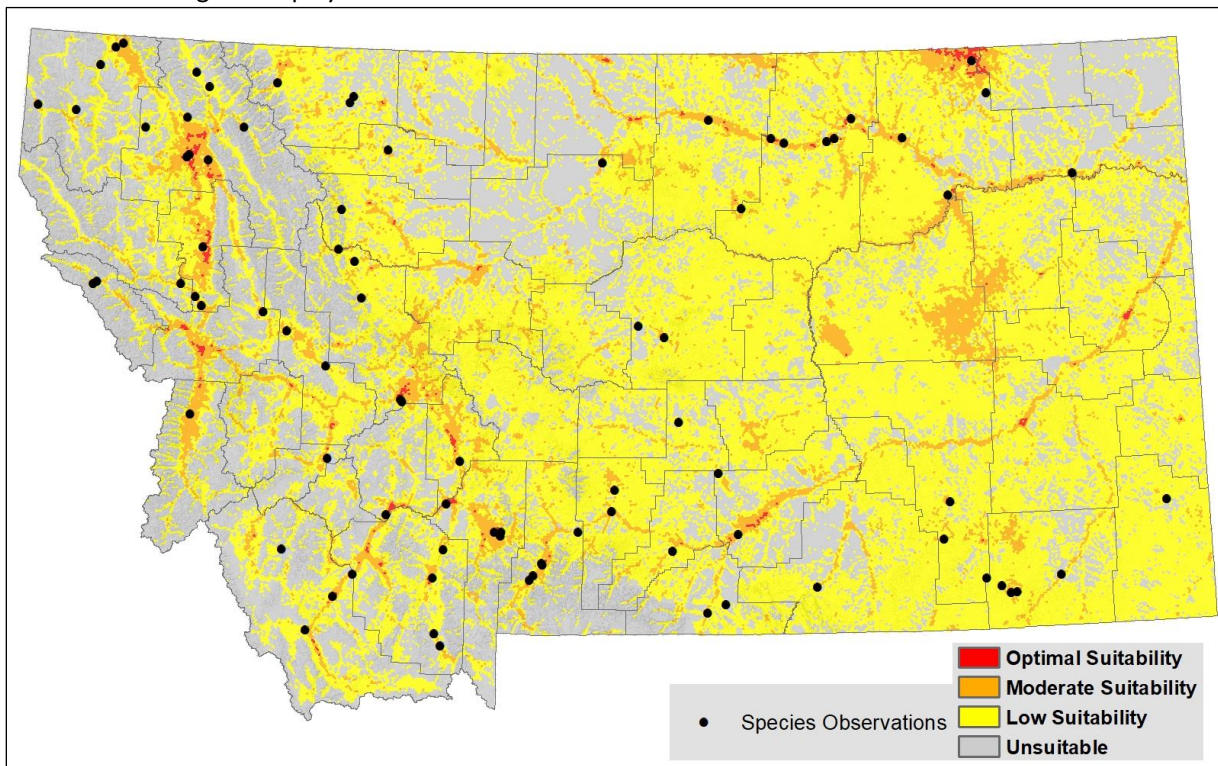 Optimal Suitability
Moderate Suitability
Species Observations
Low Suitability
Unsuitable